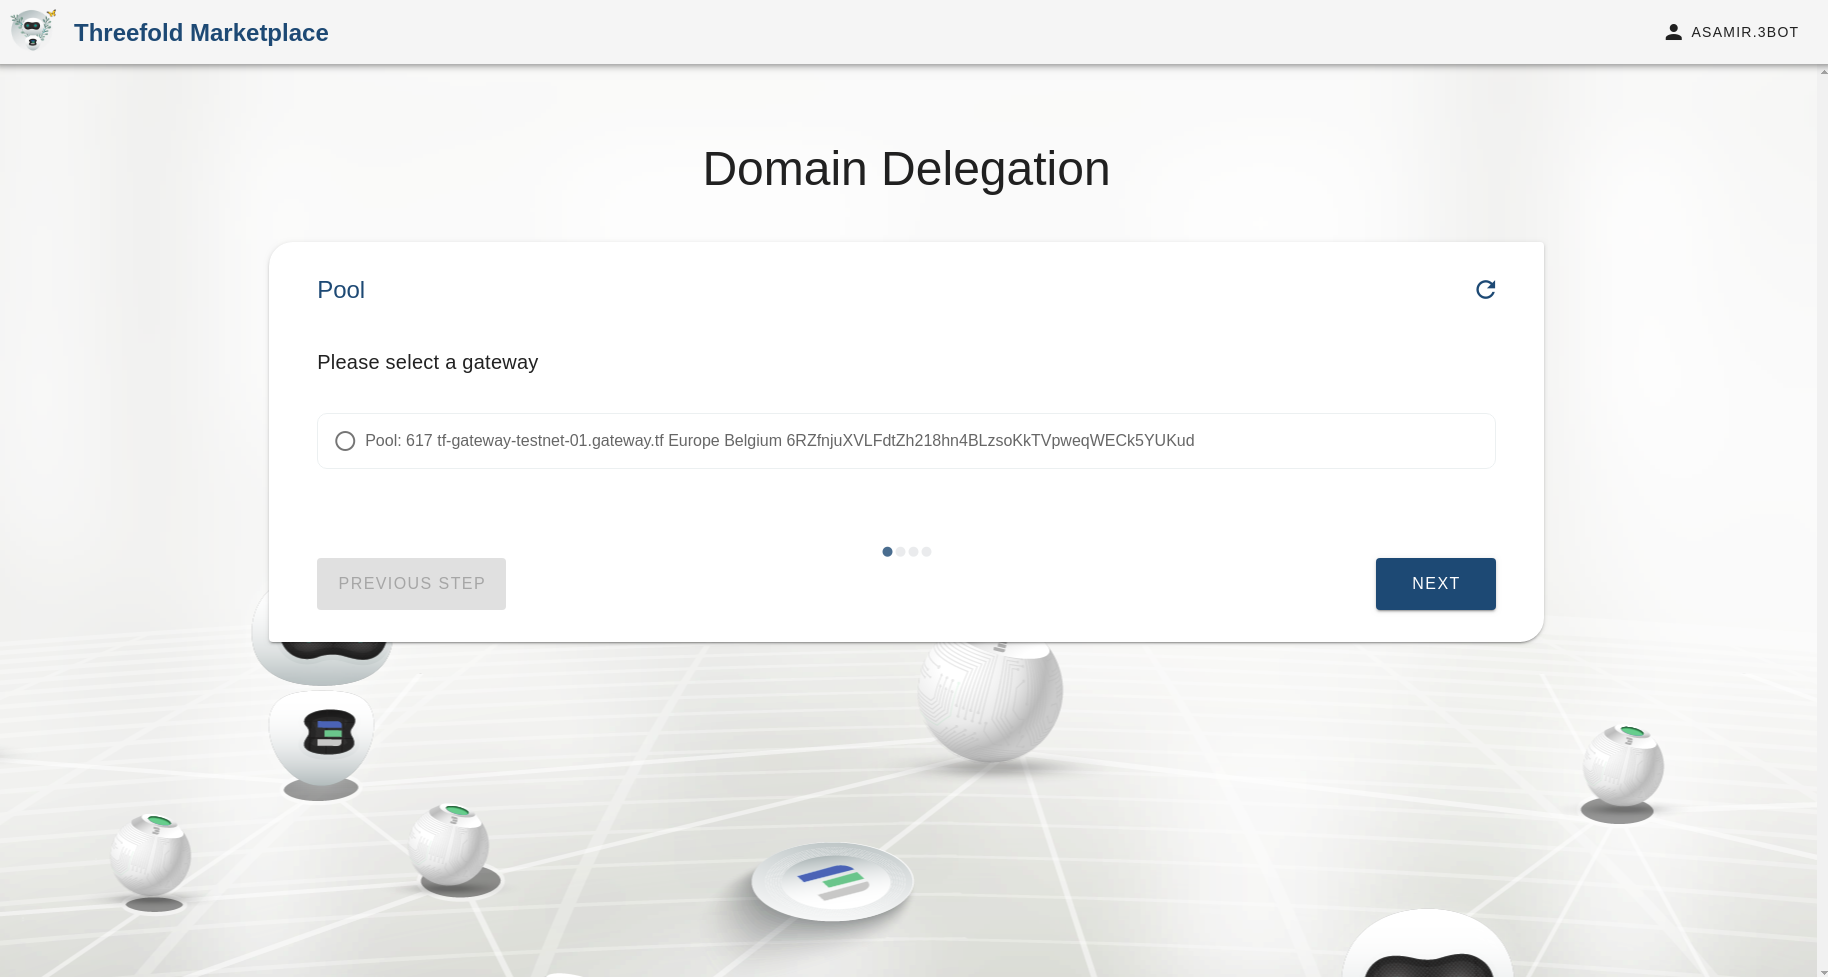 Threefold Marketplace
ASAMIR.3BOT
Domain Delegation
Pool
Please select a gateway
Pool: 617 tf-gateway-testnet-01.gateway.tf Europe Belgium 6RZfnjuXVLFdtZh218hn4BLzsoKkTVpweqWECk5YUKud
PREVIOUS STEP
NEXT